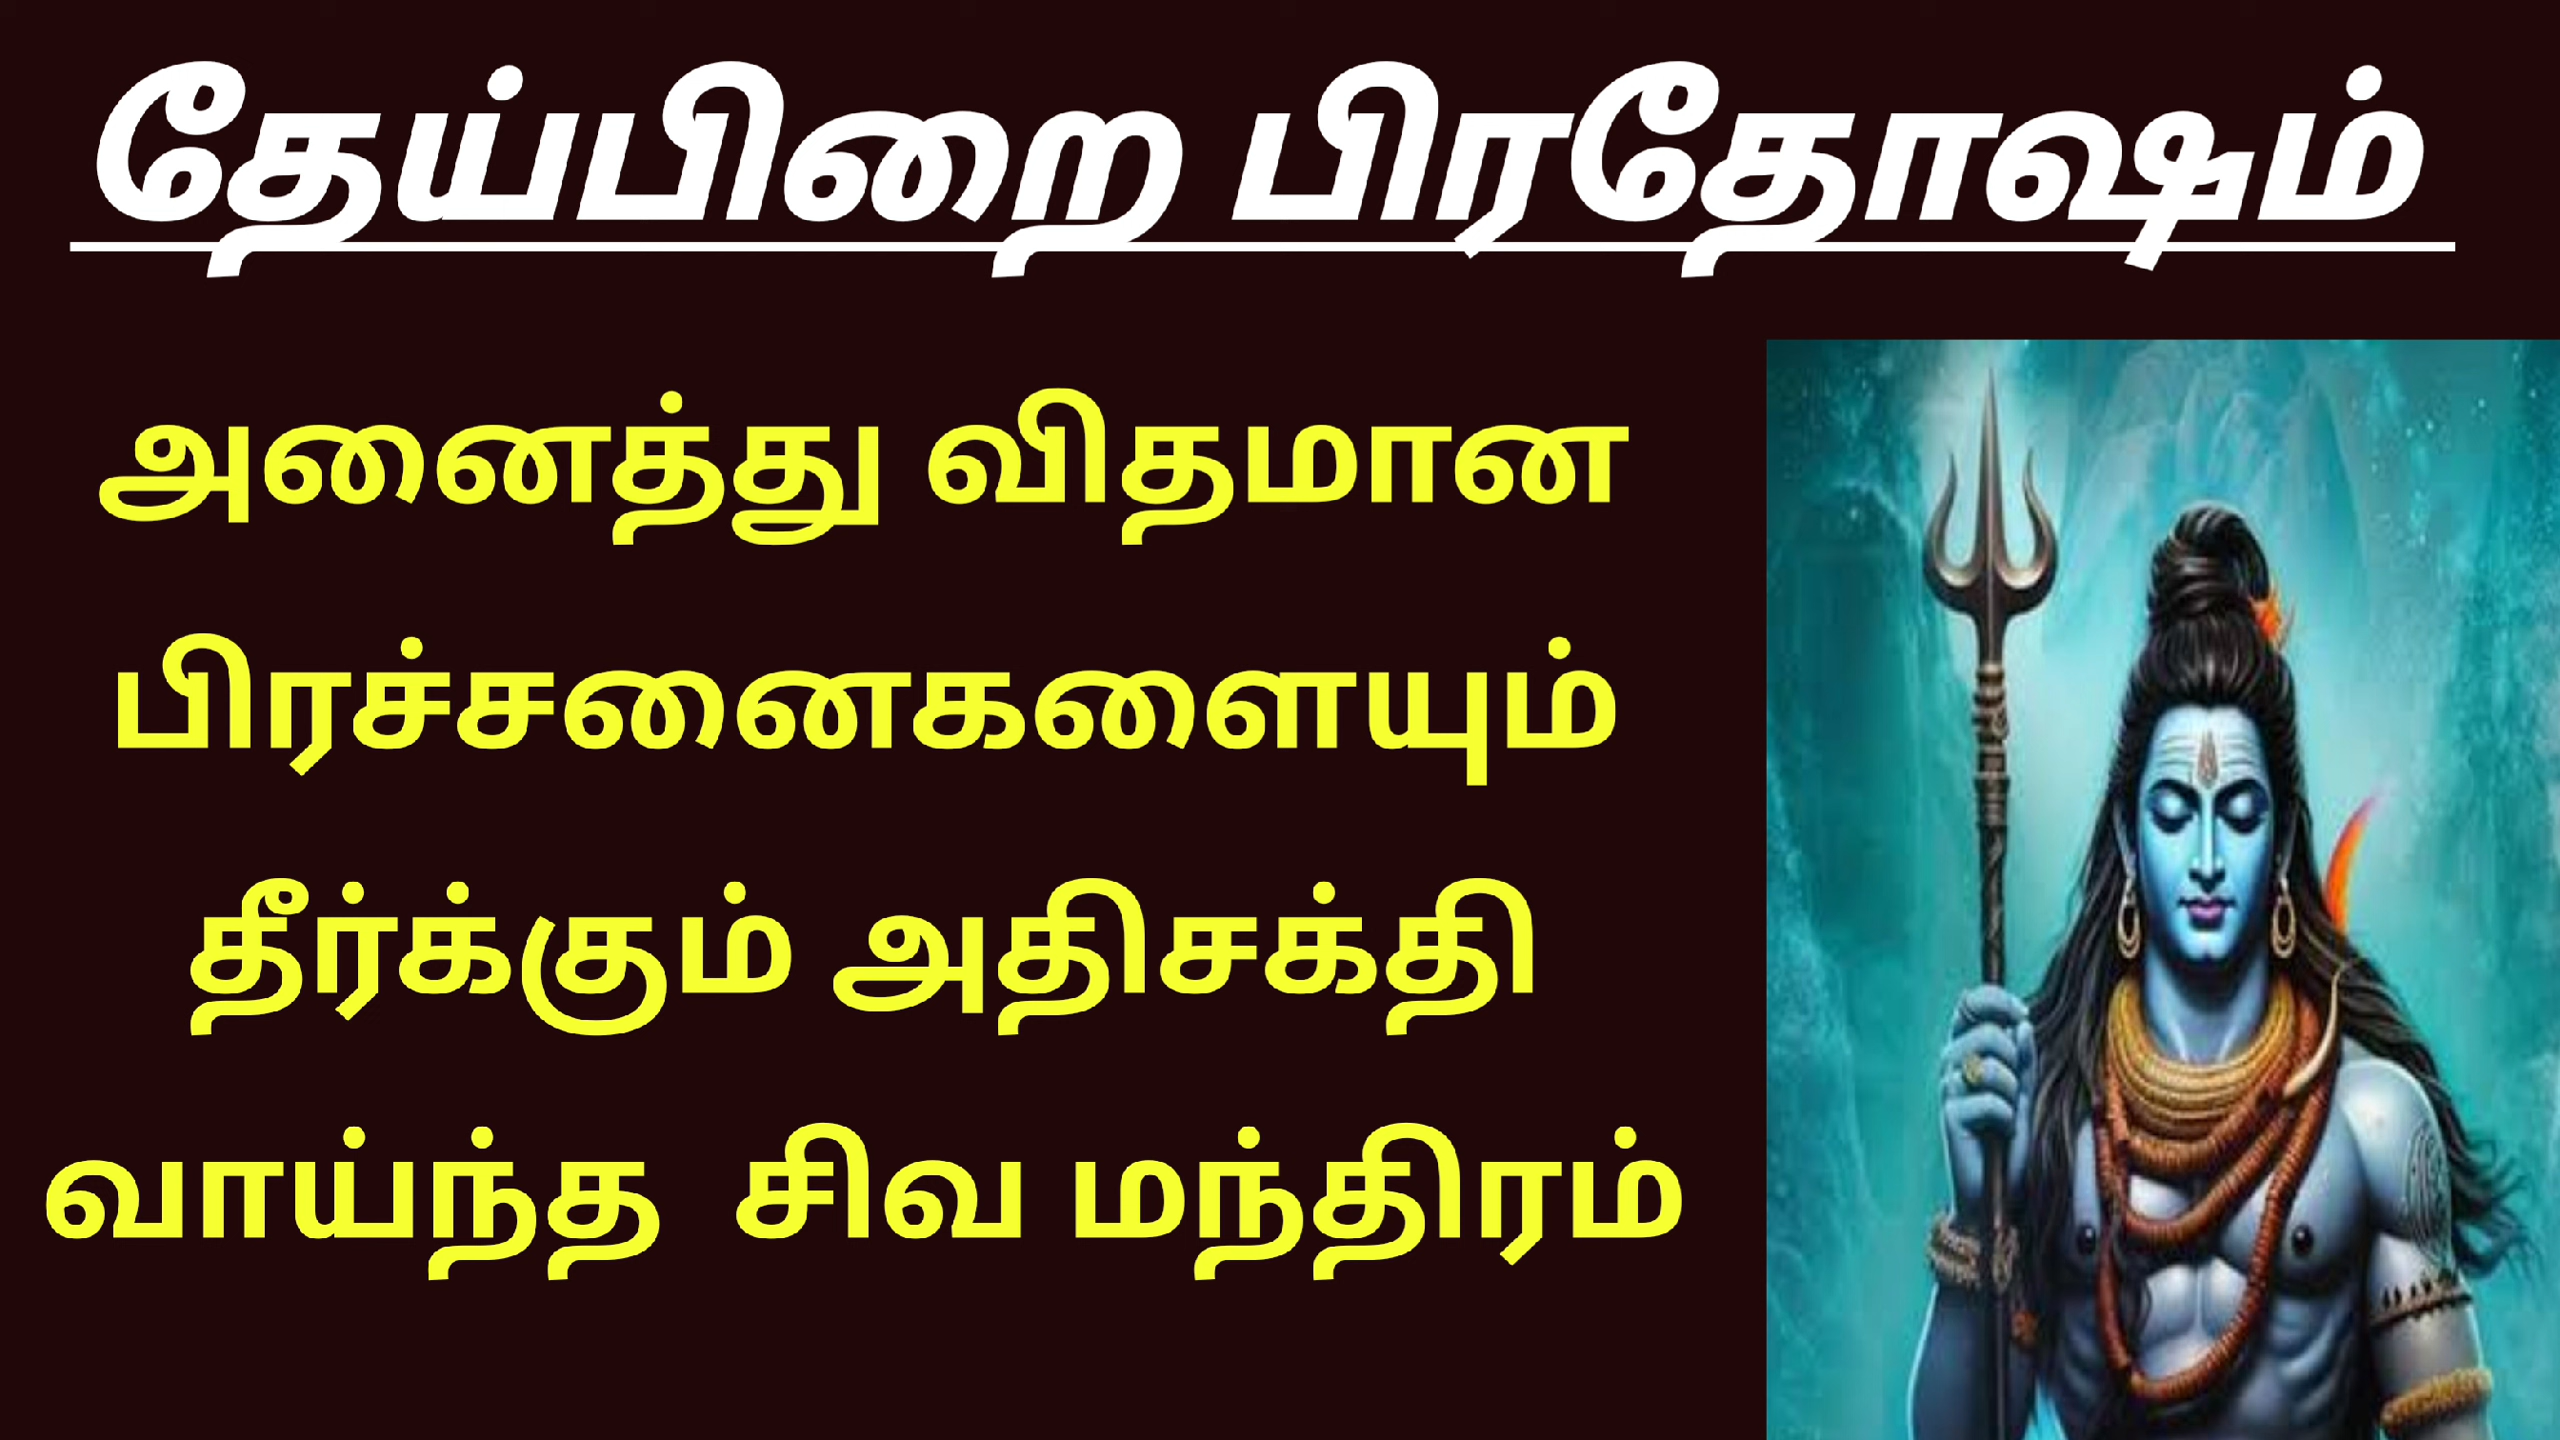 தேய்பிறை பிரதோஷம்
அனைத்து விதமான
பிரச்சனைகளையும்
தீர்க்கும் அதிசக்தி
வாய்ந்த சிவ மந்திரம்